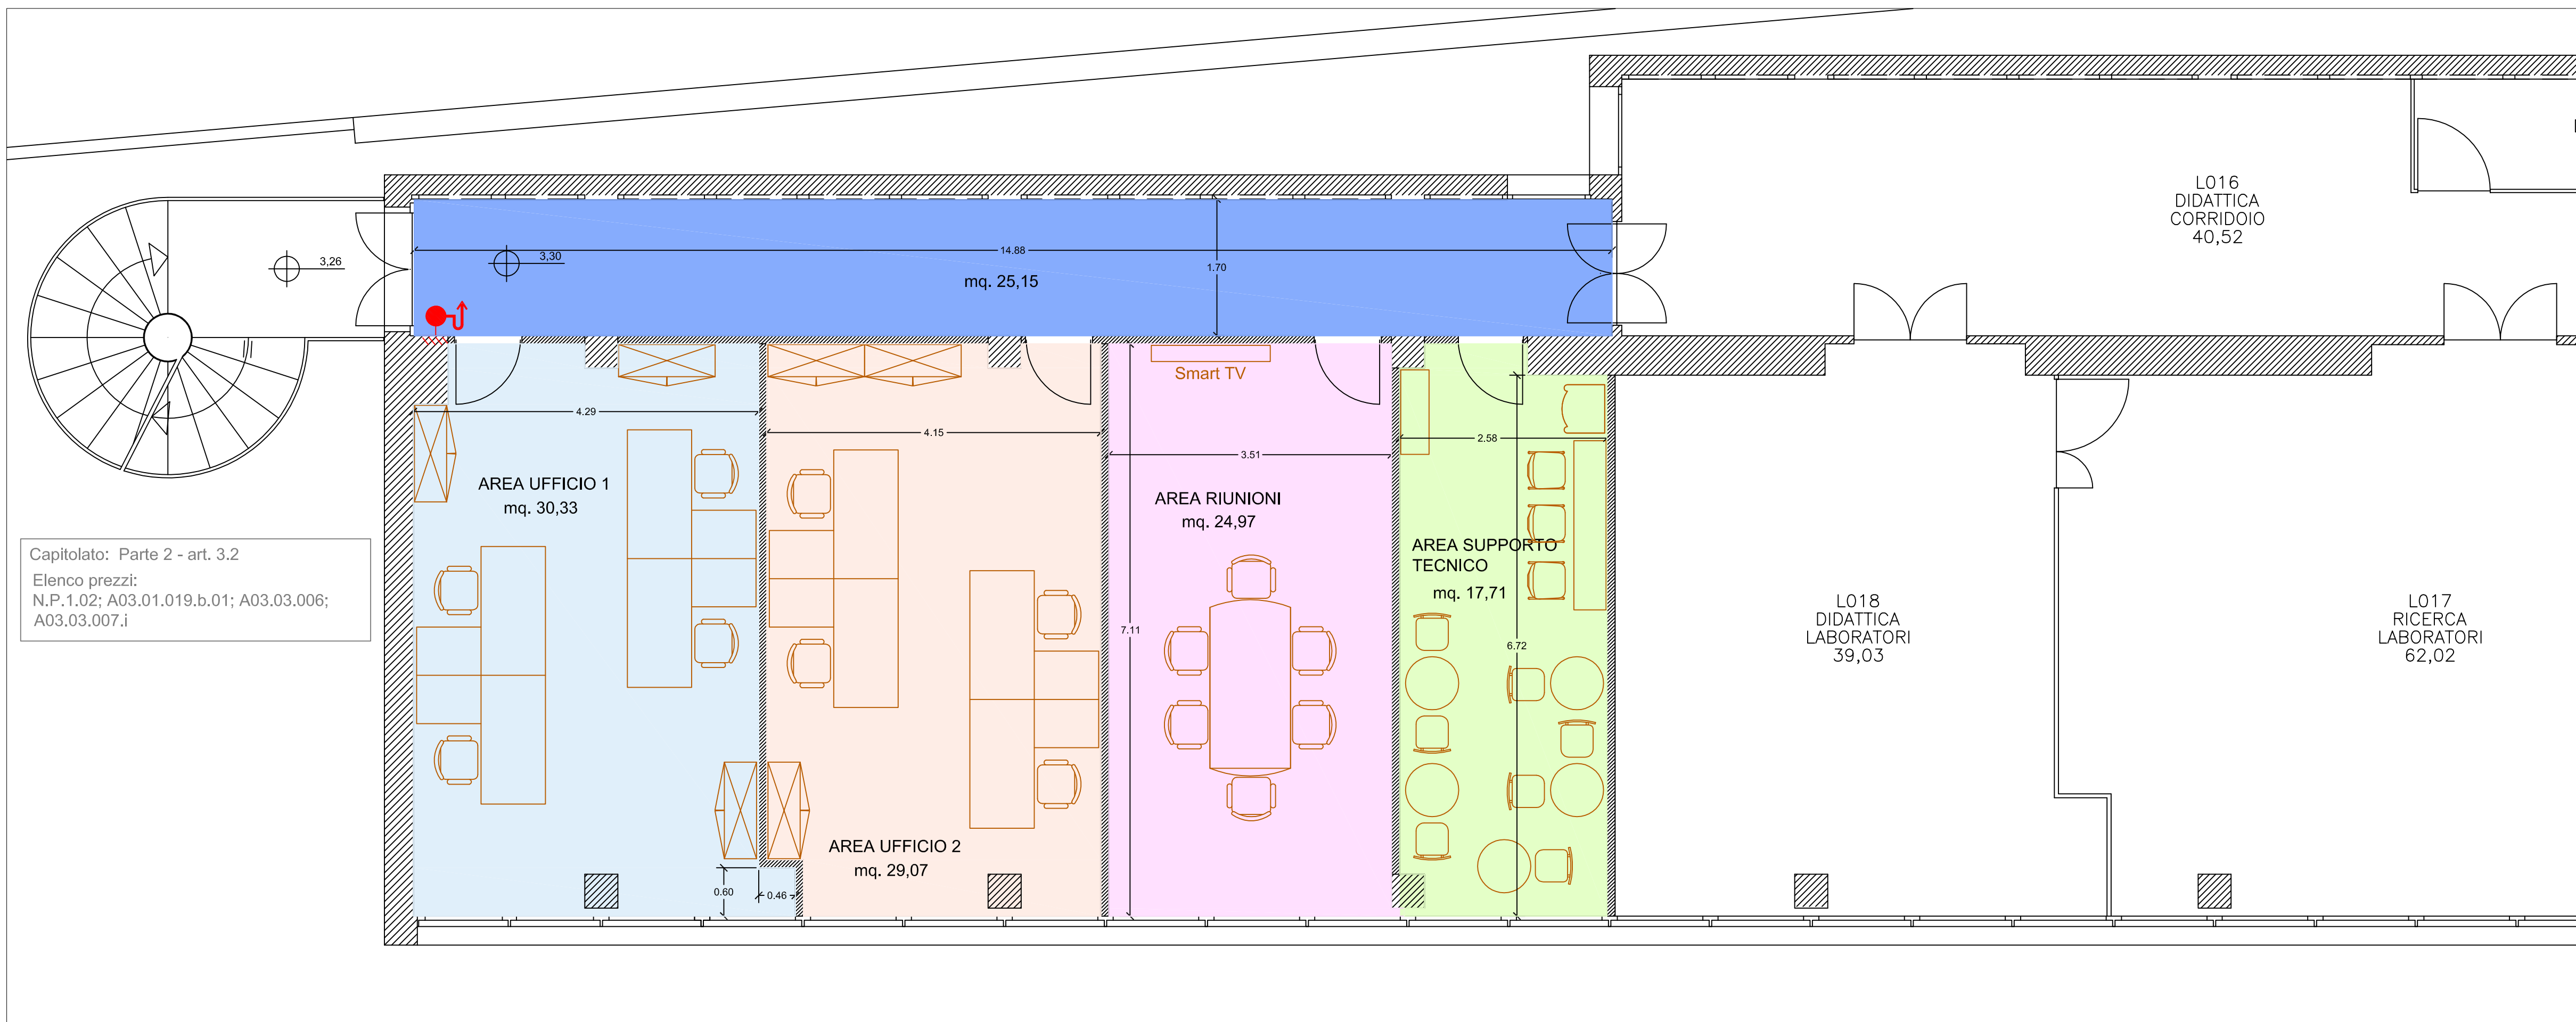 L016
DIDATTICA
CORRIDOIO
40,52
3,26
3,30
14.88
1.70
mq. 25,15
Smart TV
4.29
4.15
3.51
2.58
AREA UFFICIO 1
mq. 30,33
AREA RIUNIONI
mq. 24,97
AREA SUPPORTO
TECNICO
mq. 17,71
7.11
6.72
Capitolato: Parte 2 - art. 3.2
Elenco prezzi:
N.P.1.02; A03.01.019.b.01; A03.03.006;
A03.03.007.i
L018
DIDATTICA
LABORATORI
39,03
L017
RICERCA
LABORATORI
62,02
AREA UFFICIO 2
mq. 29,07
0.60
0.46